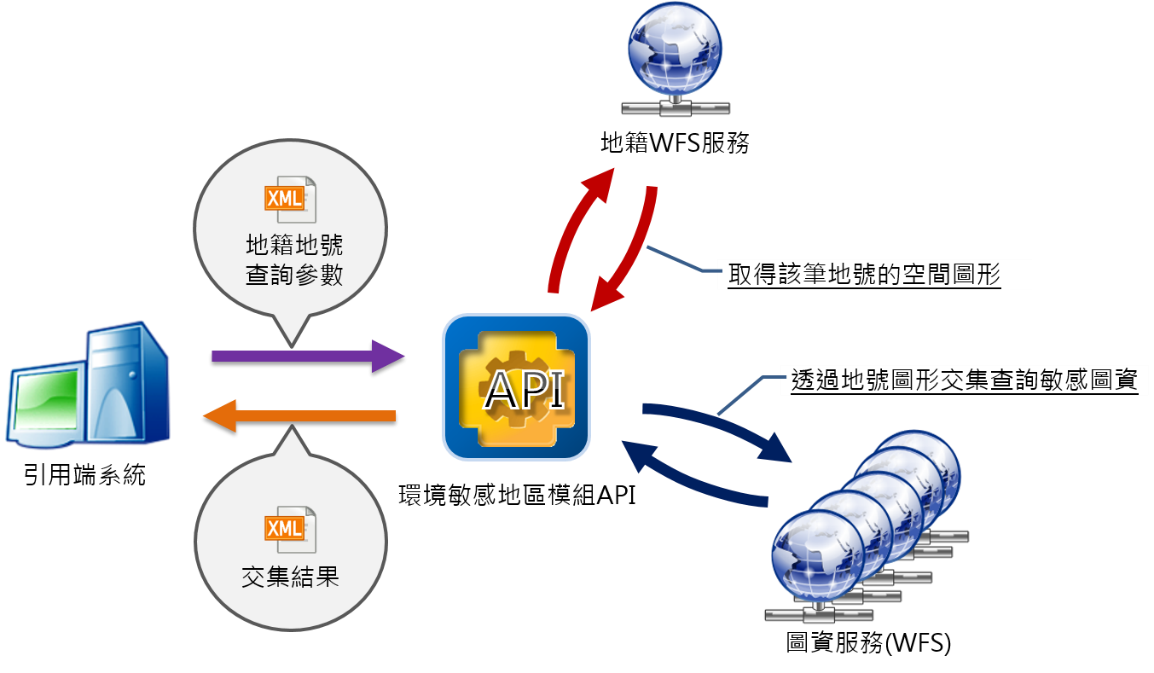 地籍WFS服務
XML
地籍地號
查詢參數
取得該筆地號的空間圖形
API
透過地號圖形交集查詢敏感圖資
引用端系統
環境敏感地區模組API
XML
交集結果
圖資服務(WFS)